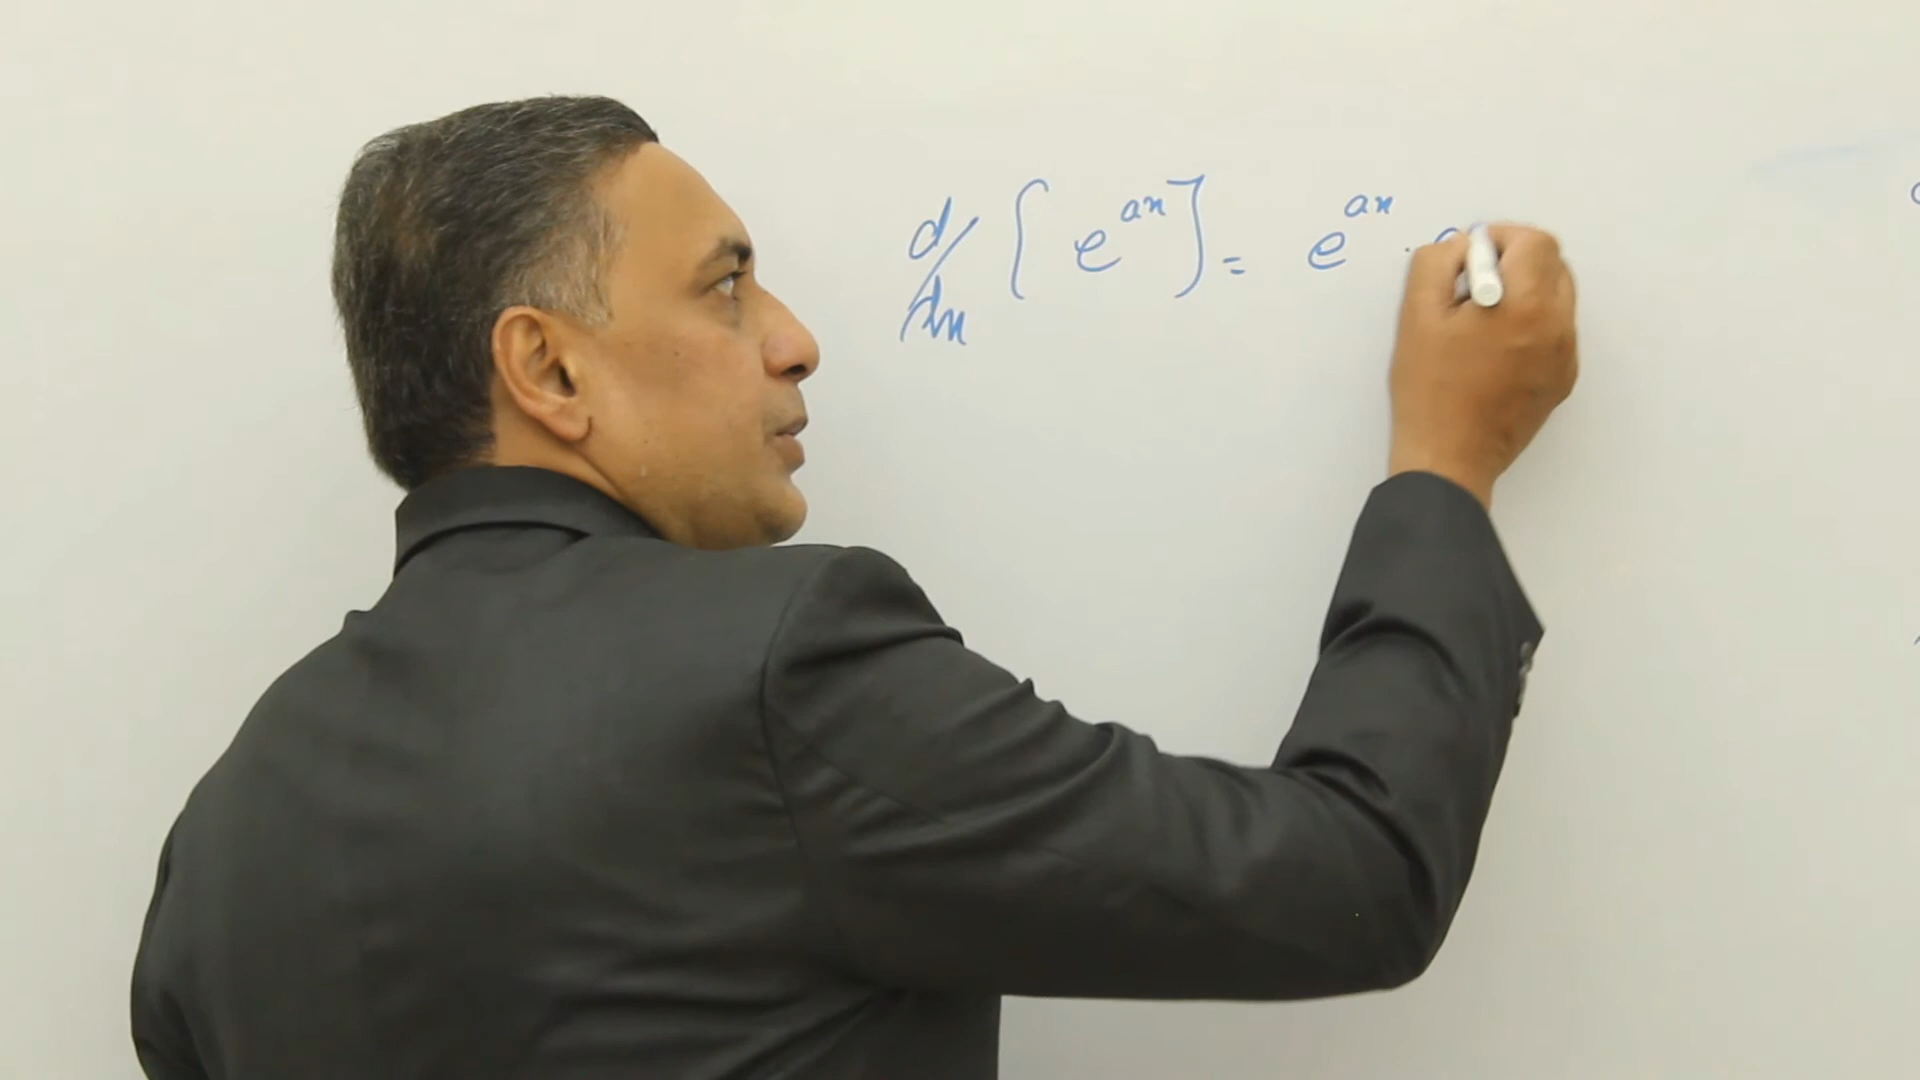 d/dx [e^{ax}] = e^{ax} ·